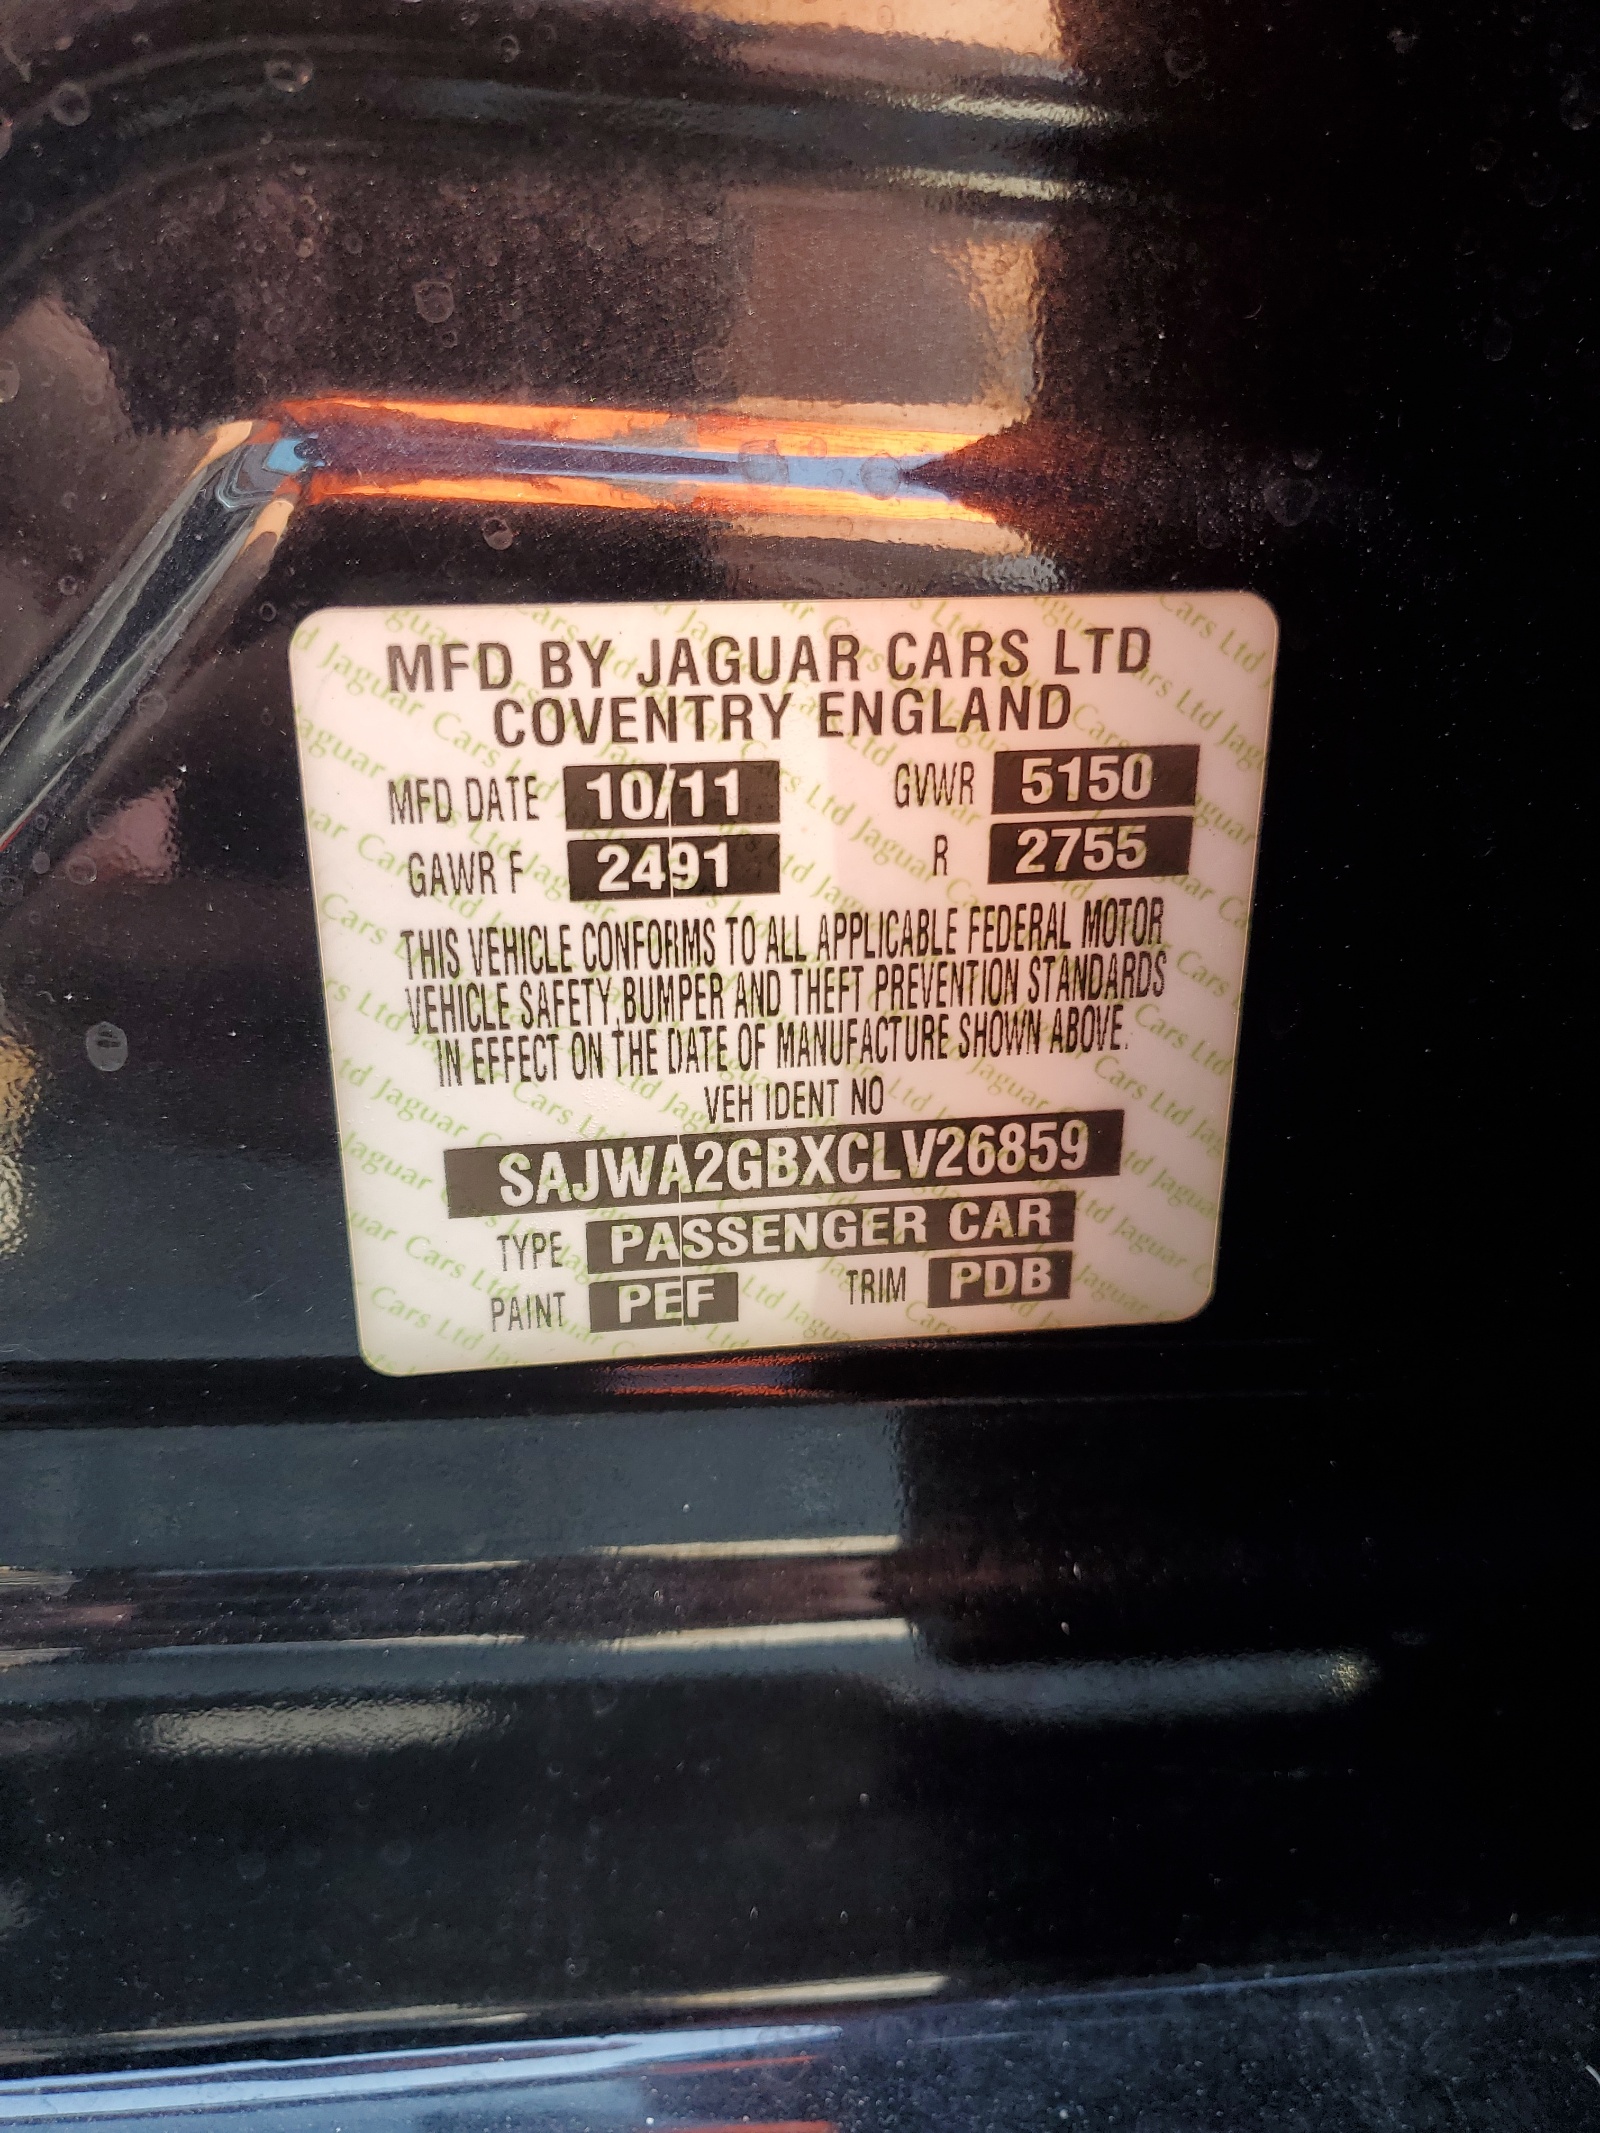 MFD BY JAGUAR CARS LTD
COVENTRY ENGLAND
MFD DATE 10/11 GVWR 5150
GAWR F 2491 R 2755
THIS VEHICLE CONFORMS TO ALL APPLICABLE FEDERAL MOTOR
VEHICLE SAFETY, BUMPER AND THEFT PREVENTION STANDARDS
IN EFFECT ON THE DATE OF MANUFACTURE SHOWN ABOVE.
VEH IDENT NO
SAJWA2GBXCLV26859
TYPE PASSENGER CAR
PAINT PEF TRIM PDB